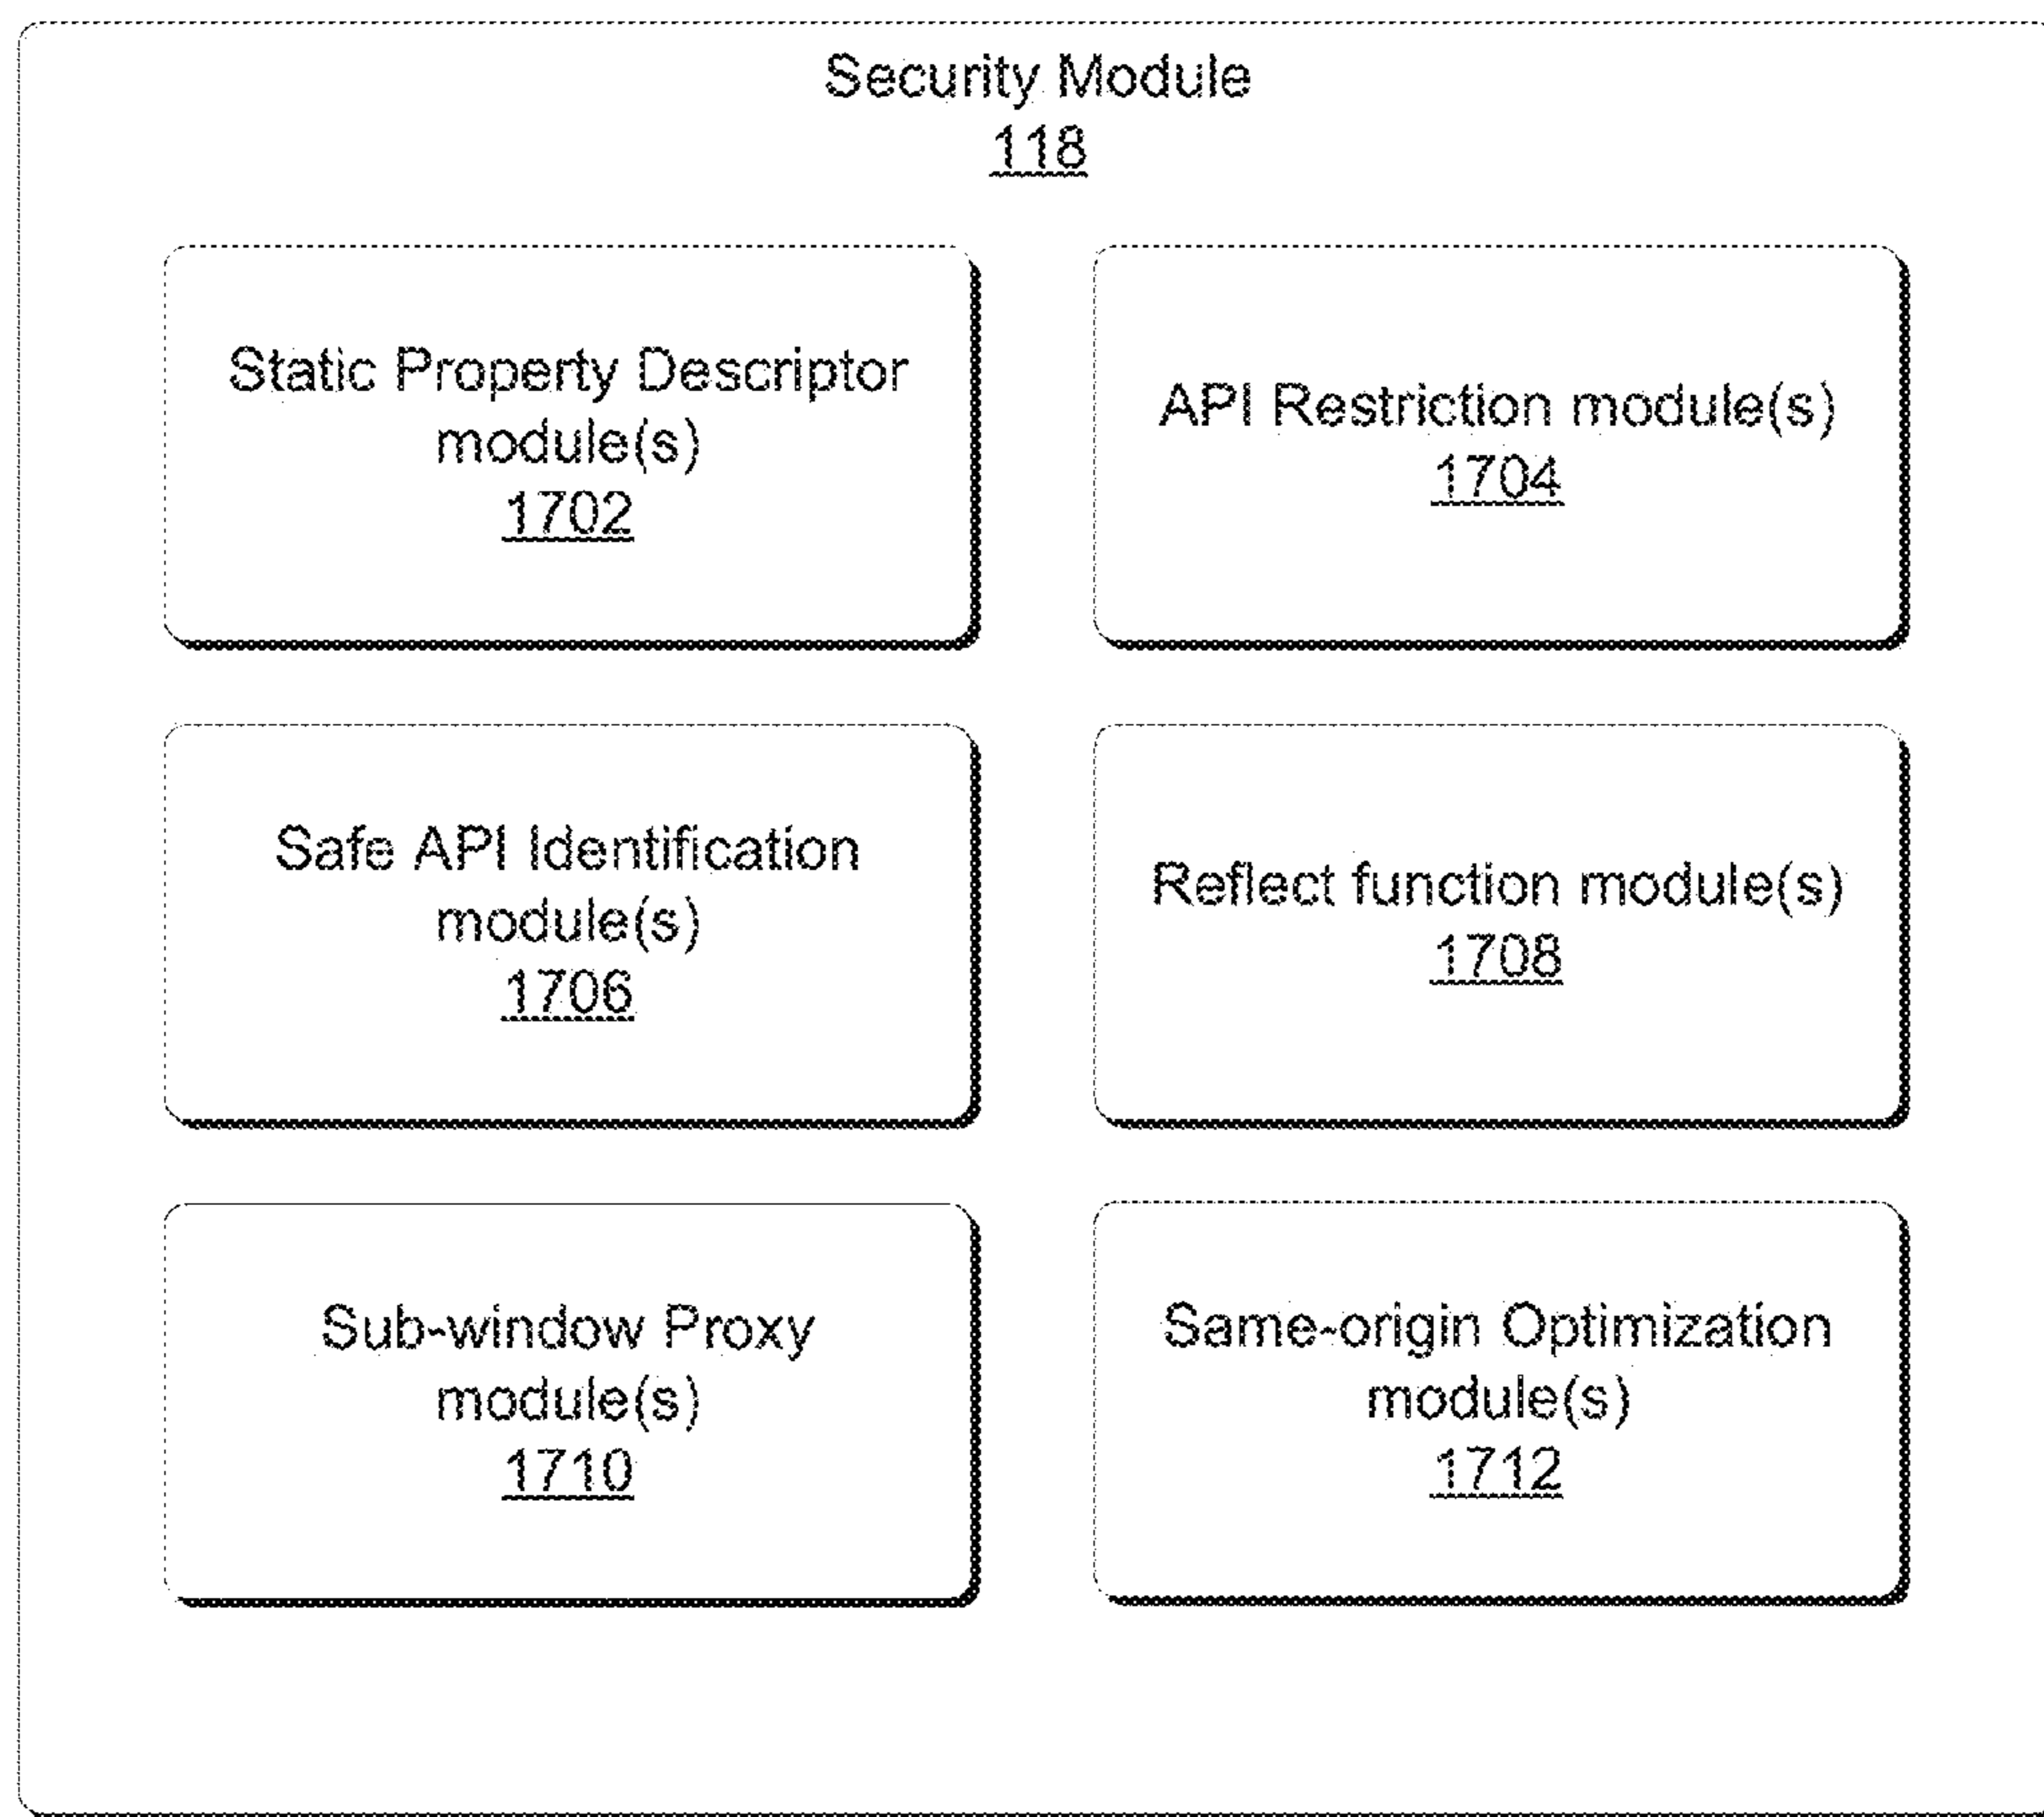 Security Module
118
Static Property Descriptor
module(s)
1702
API Restriction module(s)
1704
Safe API Identification
module(s)
1706
Reflect function module(s)
1708
Sub-window Proxy
module(s)
1710
Same-origin Optimization
module(s)
1712